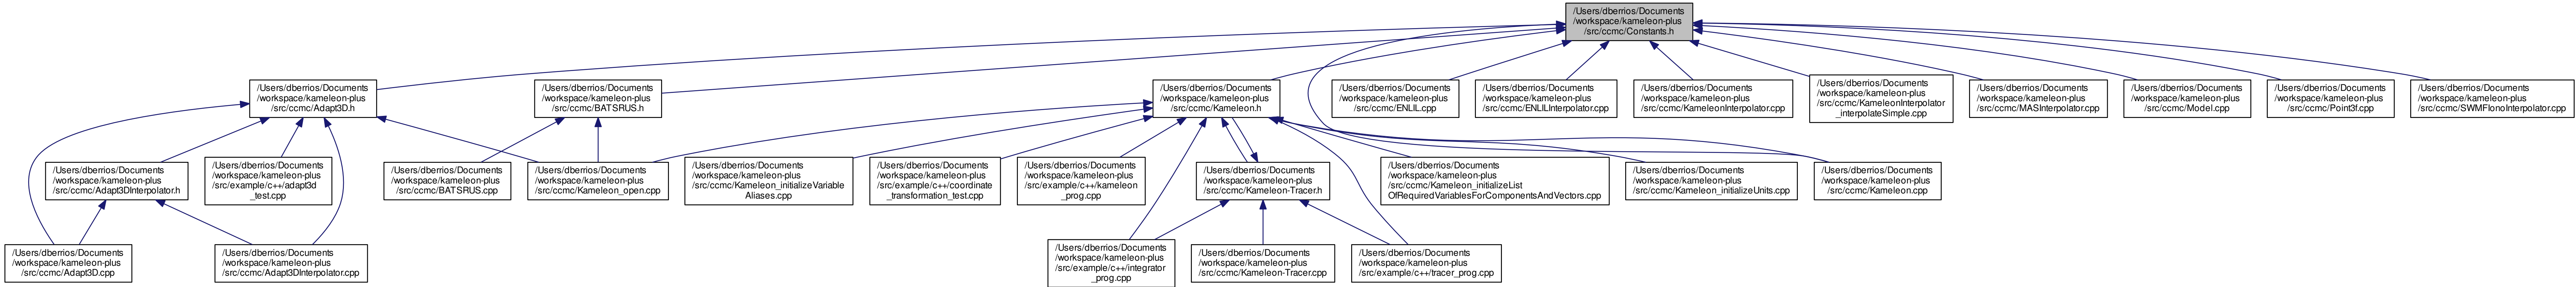 /Users/dberrios/Documents
/workspace/kameleon-plus
/src/ccmc/Constants.h
/Users/dberrios/Documents
/workspace/kameleon-plus
/src/ccmc/Adapt3D.h
/Users/dberrios/Documents
/workspace/kameleon-plus
/src/ccmc/BATSRUS.h
/Users/dberrios/Documents
/workspace/kameleon-plus
/src/ccmc/Kameleon.h
/Users/dberrios/Documents
/workspace/kameleon-plus
/src/ccmc/ENLIL.cpp
/Users/dberrios/Documents
/workspace/kameleon-plus
/src/ccmc/ENLILInterpolator.cpp
/Users/dberrios/Documents
/workspace/kameleon-plus
/src/ccmc/KameleonInterpolator.cpp
/Users/dberrios/Documents
/workspace/kameleon-plus
/src/ccmc/KameleonInterpolator
_interpolateSimple.cpp
/Users/dberrios/Documents
/workspace/kameleon-plus
/src/ccmc/MASInterpolator.cpp
/Users/dberrios/Documents
/workspace/kameleon-plus
/src/ccmc/Model.cpp
/Users/dberrios/Documents
/workspace/kameleon-plus
/src/ccmc/Point3f.cpp
/Users/dberrios/Documents
/workspace/kameleon-plus
/src/ccmc/SWMFIonoInterpolator.cpp
/Users/dberrios/Documents
/workspace/kameleon-plus
/src/ccmc/Adapt3DInterpolator.h
/Users/dberrios/Documents
/workspace/kameleon-plus
/src/example/c++/adapt3d
_test.cpp
/Users/dberrios/Documents
/workspace/kameleon-plus
/src/ccmc/BATSRUS.cpp
/Users/dberrios/Documents
/workspace/kameleon-plus
/src/ccmc/Kameleon_open.cpp
/Users/dberrios/Documents
/workspace/kameleon-plus
/src/ccmc/Kameleon_initializeVariable
Aliases.cpp
/Users/dberrios/Documents
/workspace/kameleon-plus
/src/example/c++/coordinate
_transformation_test.cpp
/Users/dberrios/Documents
/workspace/kameleon-plus
/src/example/c++/kameleon
_prog.cpp
/Users/dberrios/Documents
/workspace/kameleon-plus
/src/ccmc/Kameleon-Tracer.h
/Users/dberrios/Documents
/workspace/kameleon-plus
/src/ccmc/Kameleon_initializeList
OfRequiredVariablesForComponentsAndVectors.cpp
/Users/dberrios/Documents
/workspace/kameleon-plus
/src/ccmc/Kameleon_initializeUnits.cpp
/Users/dberrios/Documents
/workspace/kameleon-plus
/src/ccmc/Kameleon.cpp
/Users/dberrios/Documents
/workspace/kameleon-plus
/src/ccmc/Adapt3D.cpp
/Users/dberrios/Documents
/workspace/kameleon-plus
/src/ccmc/Adapt3DInterpolator.cpp
/Users/dberrios/Documents
/workspace/kameleon-plus
/src/example/c++/integrator
_prog.cpp
/Users/dberrios/Documents
/workspace/kameleon-plus
/src/ccmc/Kameleon-Tracer.cpp
/Users/dberrios/Documents
/workspace/kameleon-plus
/src/example/c++/tracer_prog.cpp